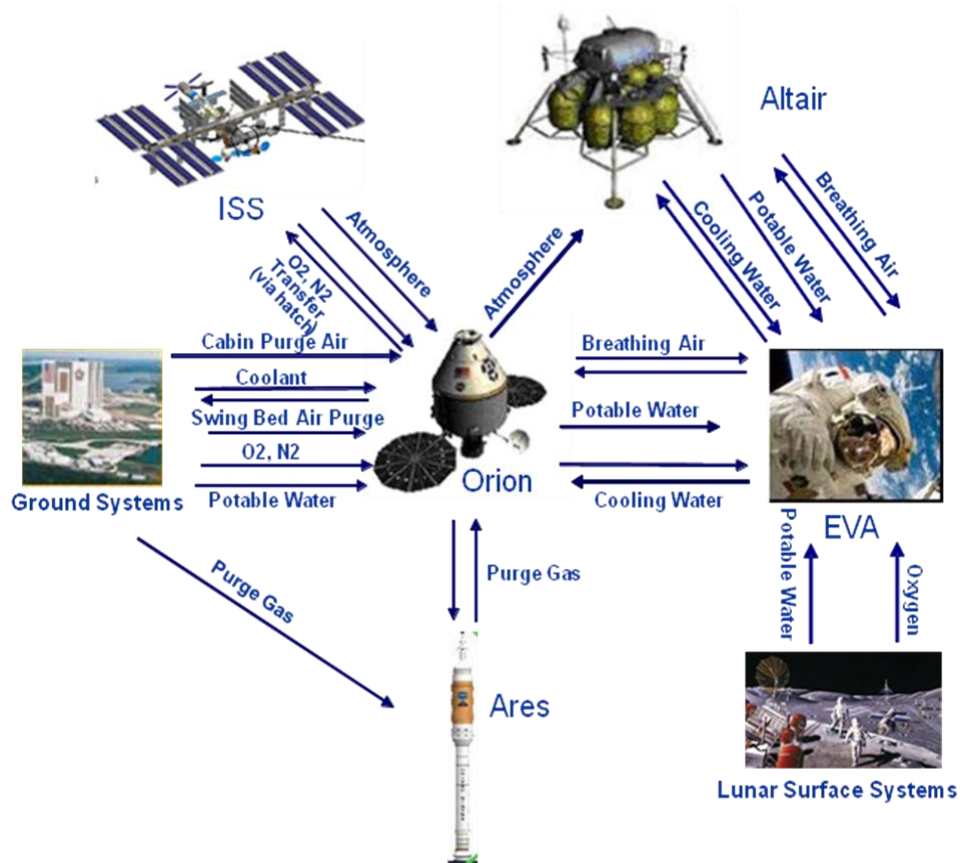 Altair
ISS
Atmosphere
O2, N2
Transfer
(via hatch)
Atmosphere
Cooling Water
Potable Water
Breathing Air
Cabin Purge Air
Coolant
Swing Bed Air Purge
O2, N2
Potable Water
Ground Systems
Orion
Breathing Air
Potable Water
Cooling Water
EVA
Purge Gas
Purge Gas
Ares
Potable Water
Oxygen
Lunar Surface Systems